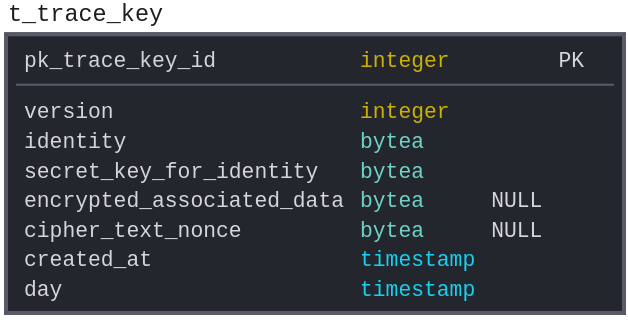 t_trace_key
pk_trace_key_id integer PK
version integer
identity bytea
secret_key_for_identity bytea
encrypted_associated_data bytea NULL
cipher_text_nonce bytea NULL
created_at timestamp
day timestamp